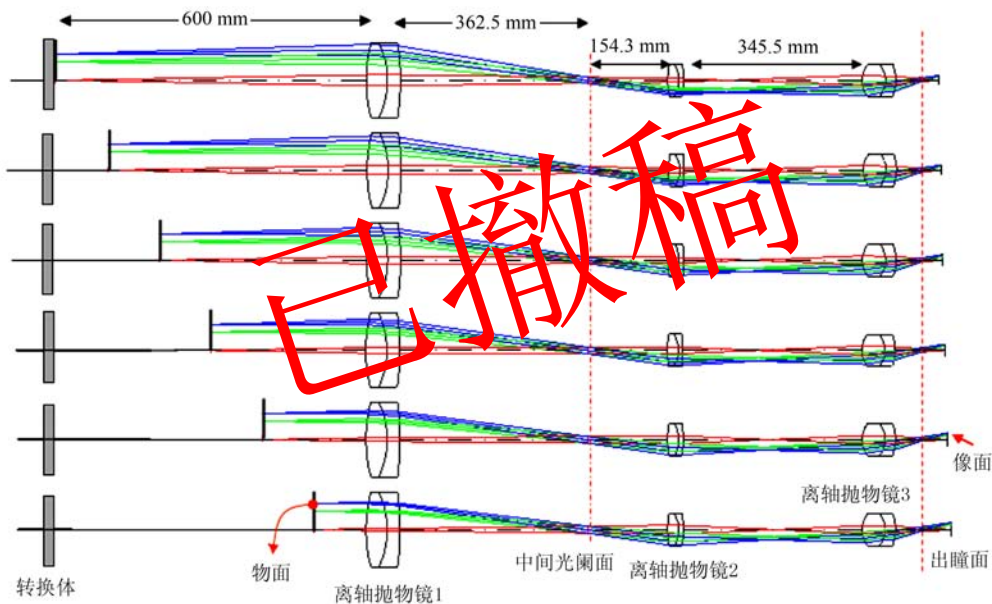 600 mm
362.5 mm
154.3 mm
345.5 mm
已撤稿
像面
离轴抛物镜3
物面
中间光阑面
离轴抛物镜2
出瞳面
转换体
离轴抛物镜1